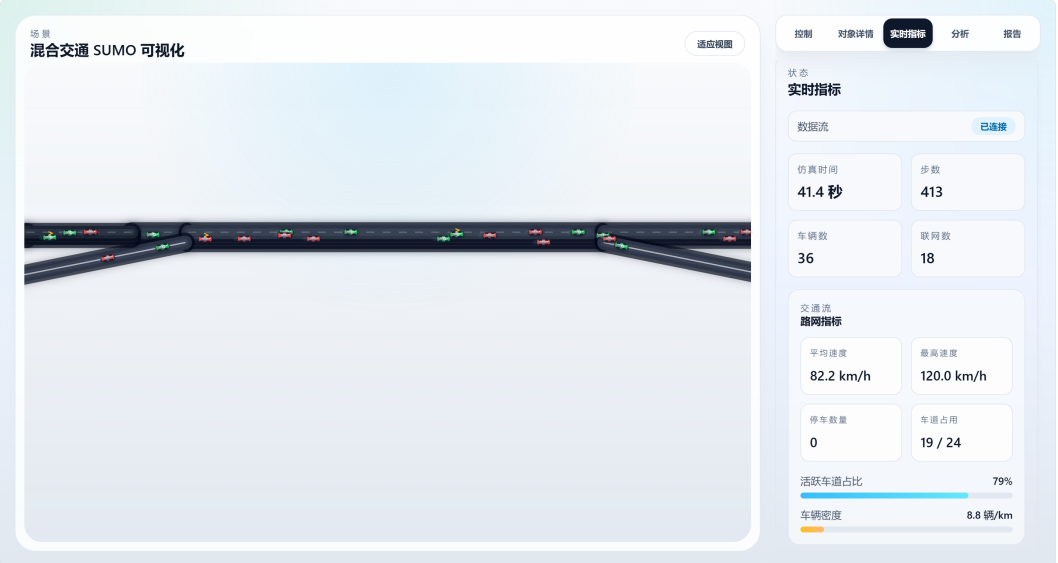 场景
混合交通 SUMO 可视化
适应视图
控制
对象详情
实时指标
分析
报告
状态
实时指标
数据流
已连接
仿真时间
41.4 秒
步数
413
车辆数
36
联网数
18
交通流
路网指标
平均速度
82.2 km/h
最高速度
120.0 km/h
停车数量
0
车道占用
19 / 24
活跃车道占比
79%
车辆密度
8.8 辆/km